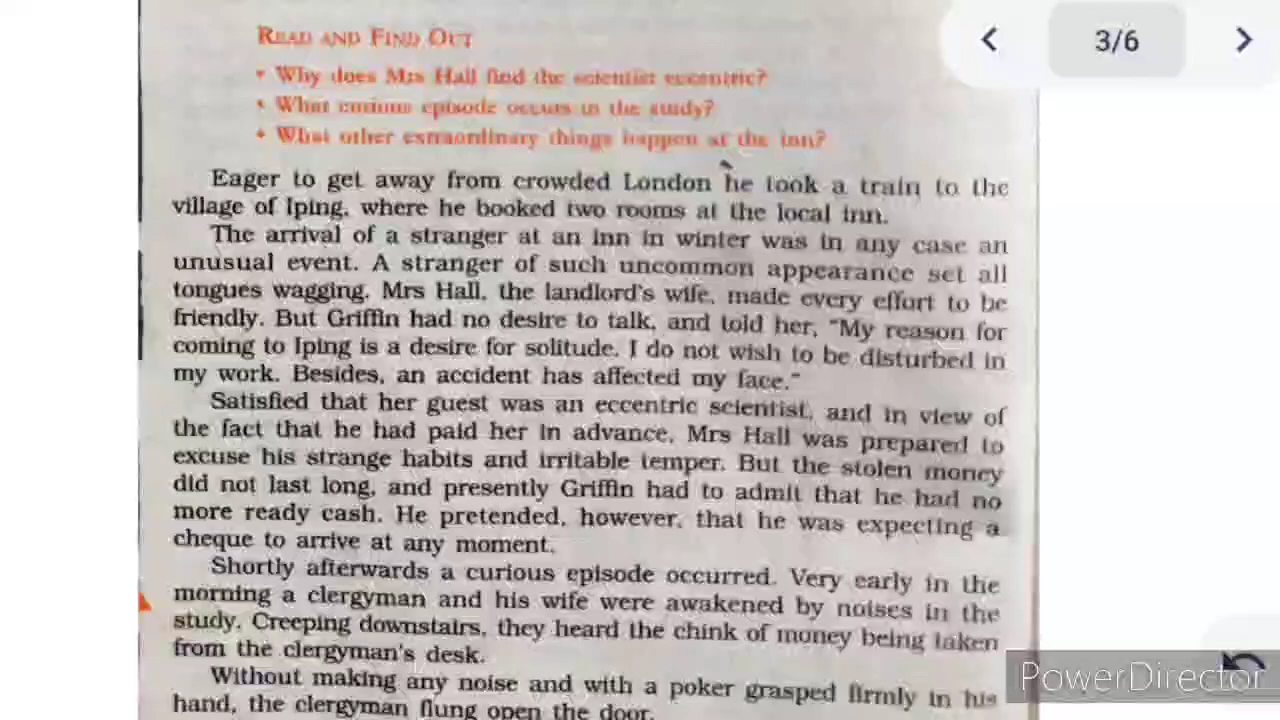 READ AND FIND OUT
• Why does Mrs Hall find the scientist eccentric?
• What curious episode occurs in the study?
• What other extraordinary things happen at the inn?
3/6
Eager to get away from crowded London he took a train to the
village of Iping, where he booked two rooms at the local inn.
The arrival of a stranger at an inn in winter was in any case an
unusual event. A stranger of such uncommon appearance set all
tongues wagging. Mrs Hall, the landlord's wife, made every effort to be
friendly. But Griffin had no desire to talk, and told her, "My reason for
coming to Iping is a desire for solitude. I do not wish to be disturbed in
my work. Besides, an accident has affected my face."
Satisfied that her guest was an eccentric scientist, and in view of
the fact that he had paid her in advance, Mrs Hall was prepared to
excuse his strange habits and irritable temper. But the stolen money
did not last long, and presently Griffin had to admit that he had no
more ready cash. He pretended, however, that he was expecting a
cheque to arrive at any moment.
Shortly afterwards a curious episode occurred. Very early in the
morning a clergyman and his wife were awakened by noises in the
study. Creeping downstairs, they heard the chink of money being taken
from the clergyman's desk.
Without making any noise and with a poker grasped firmly in his
hand, the clergyman flung open the door.
PowerDirector